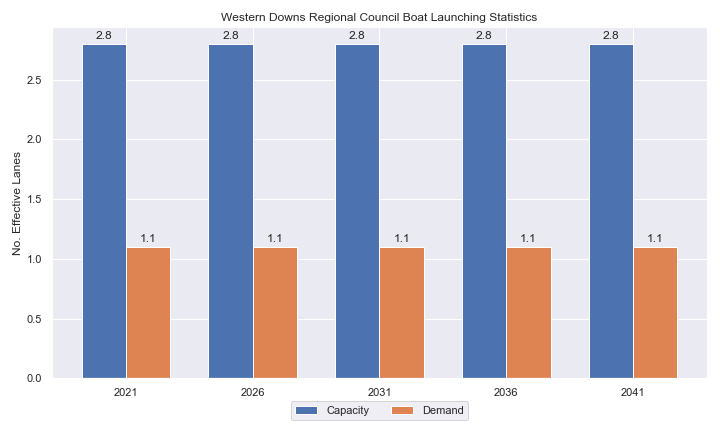 Western Downs Regional Council Boat Launching Statistics
2.8 2.8 2.8 2.8 2.8
2.5
2.0
No. Effective Lanes
1.5
1.1 1.1 1.1 1.1 1.1
1.0
0.5
0.0
2021 2026 2031 2036 2041
Capacity Demand